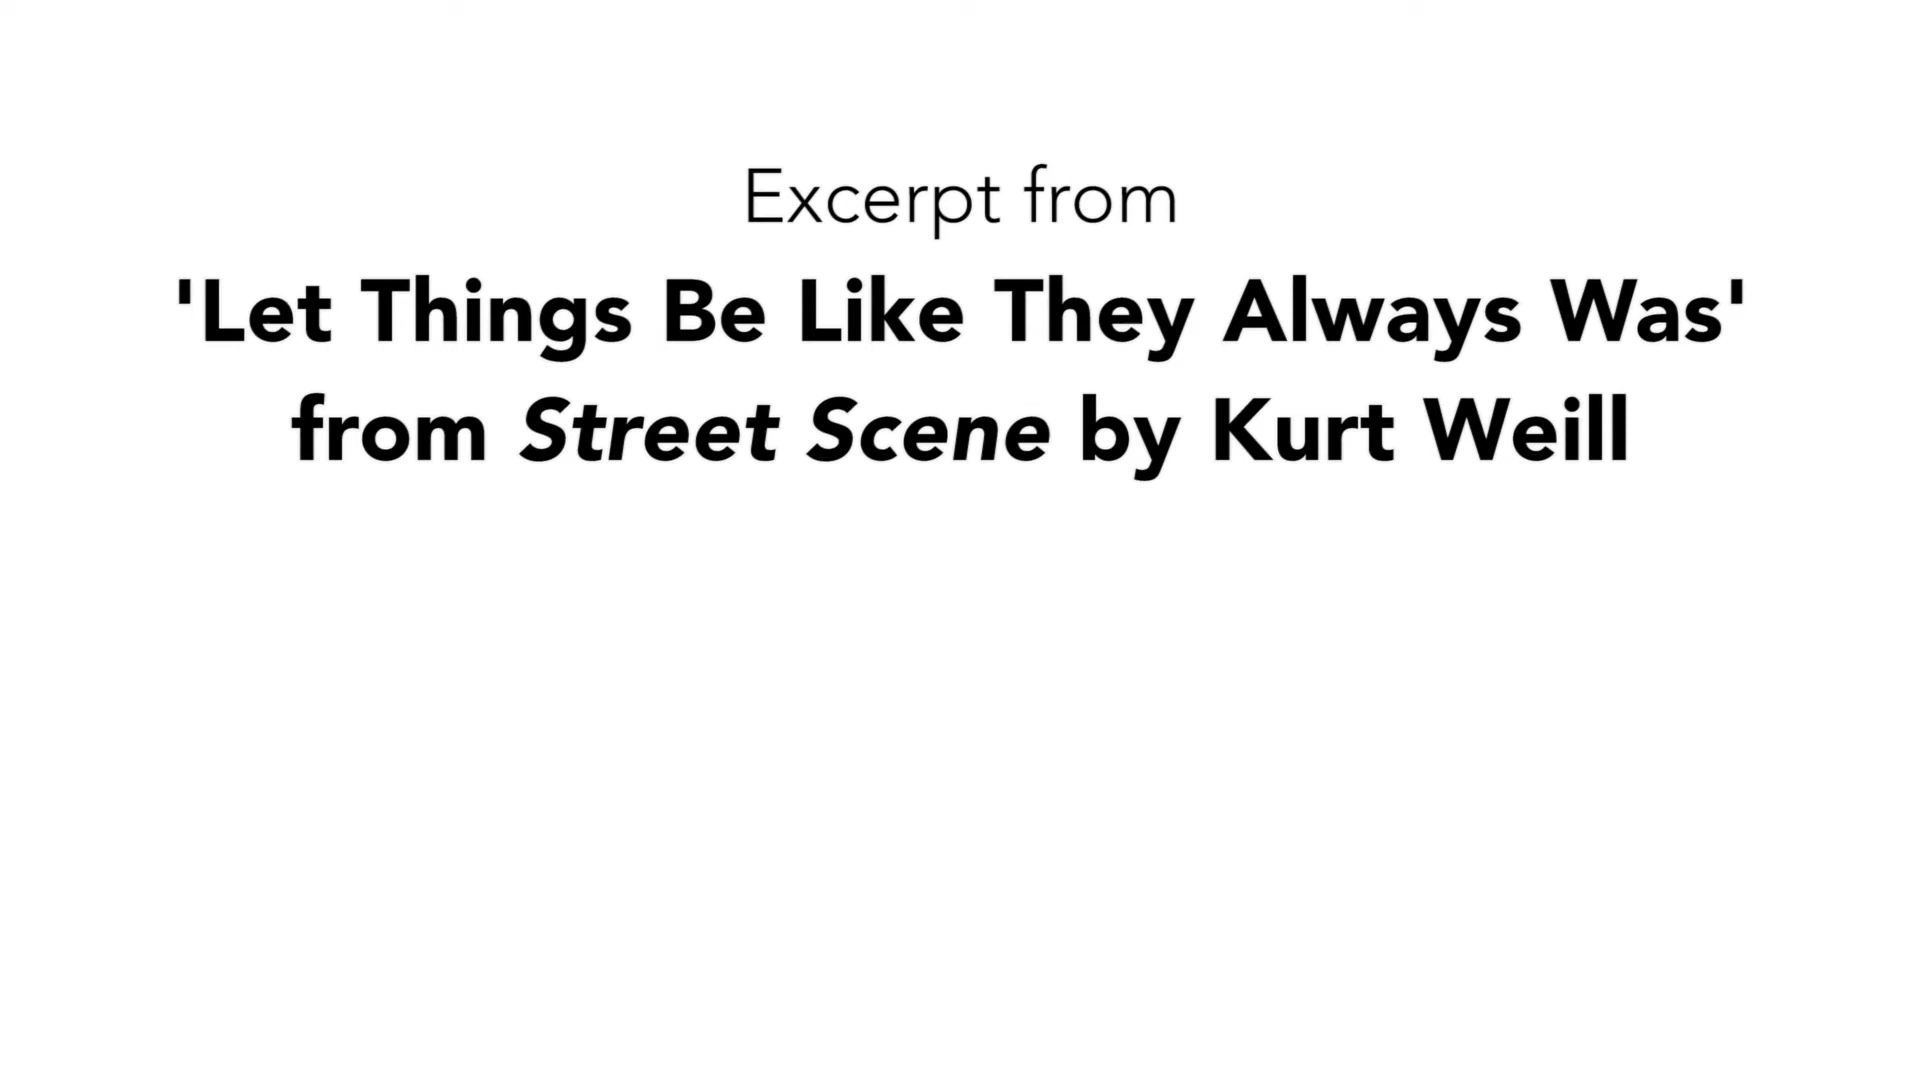 Excerpt from
'Let Things Be Like They Always Was'
from Street Scene by Kurt Weill